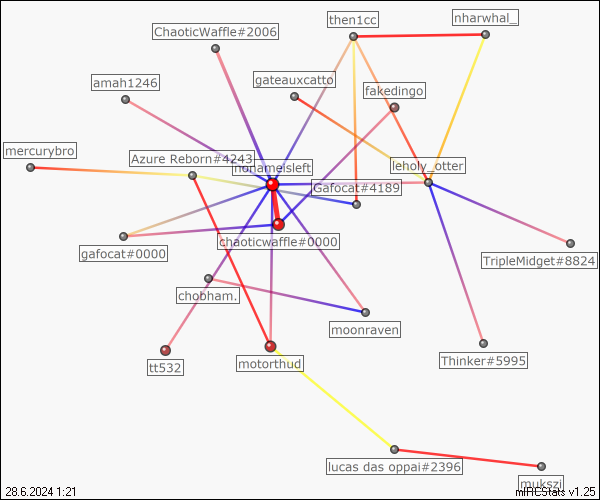 then1cc
nharwhal_
ChaoticWaffle#2006
amah1246
gateauxcatto
fakedingo
mercurybro
Azure Reborn#4243
nonameisleft
leholy_otter
Gafocat#4189
gafocat#0000
chaoticwaffle#0000
TripleMidget#8824
chobham.
moonraven
tt532
motorthud
Thinker#5995
lucas das oppai#2396
mukszi
28.6.2024 1:21
mIRCStats v1.25